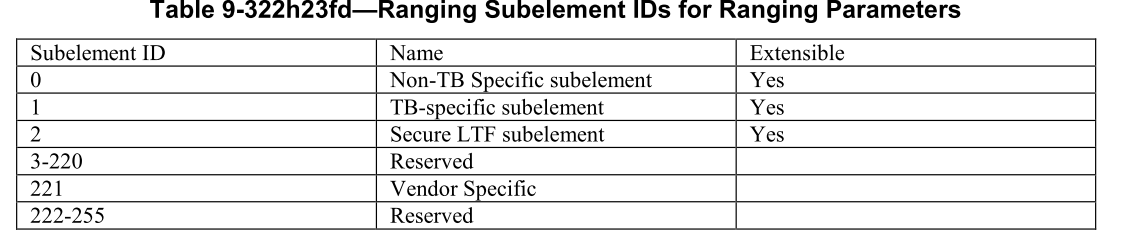 Table 9-322h23fd—Ranging Subelement IDs for Ranging Parameters
Subelement ID Name Extensible
0 Non-TB Specific subelement Yes
1 TB-specific subelement Yes
2 Secure LTF subelement Yes
3-220 Reserved
221 Vendor Specific
222-255 Reserved